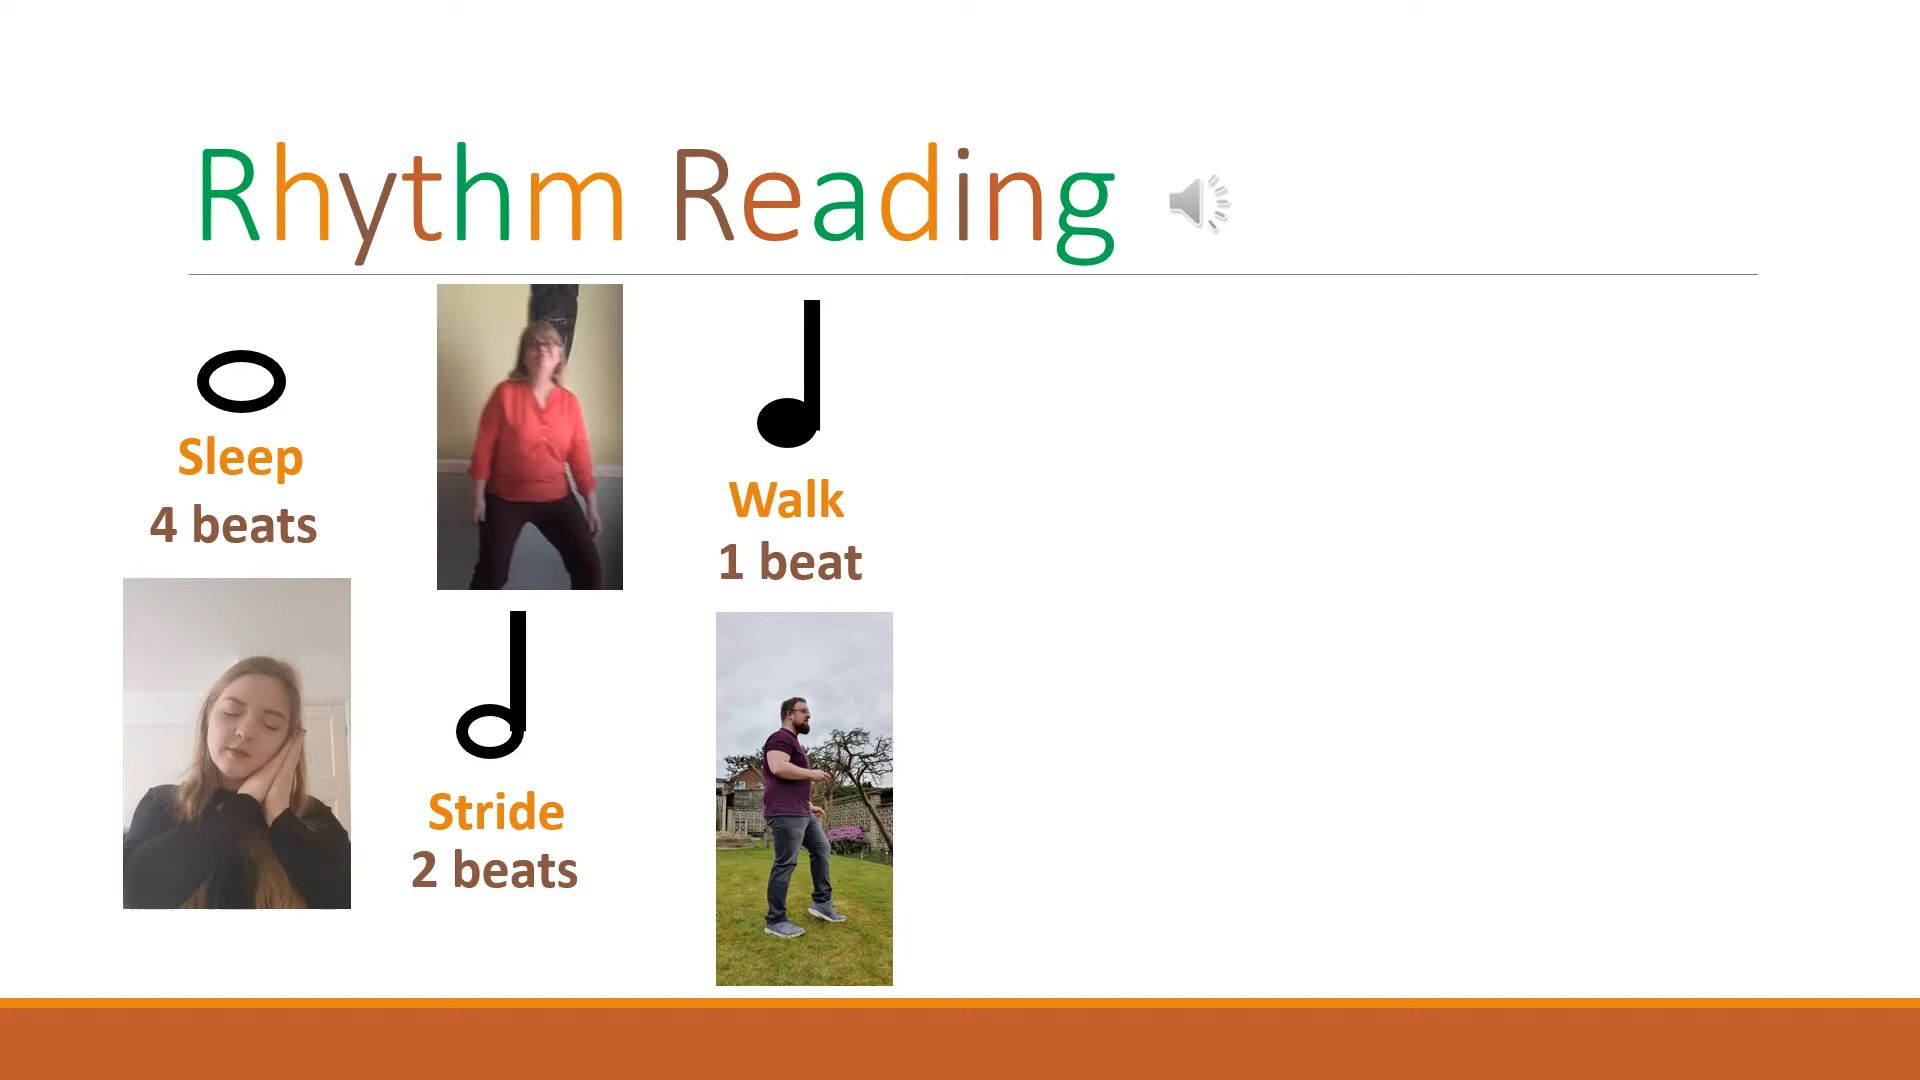 Rhythm Reading
Sleep
4 beats
Stride
2 beats
Walk
1 beat